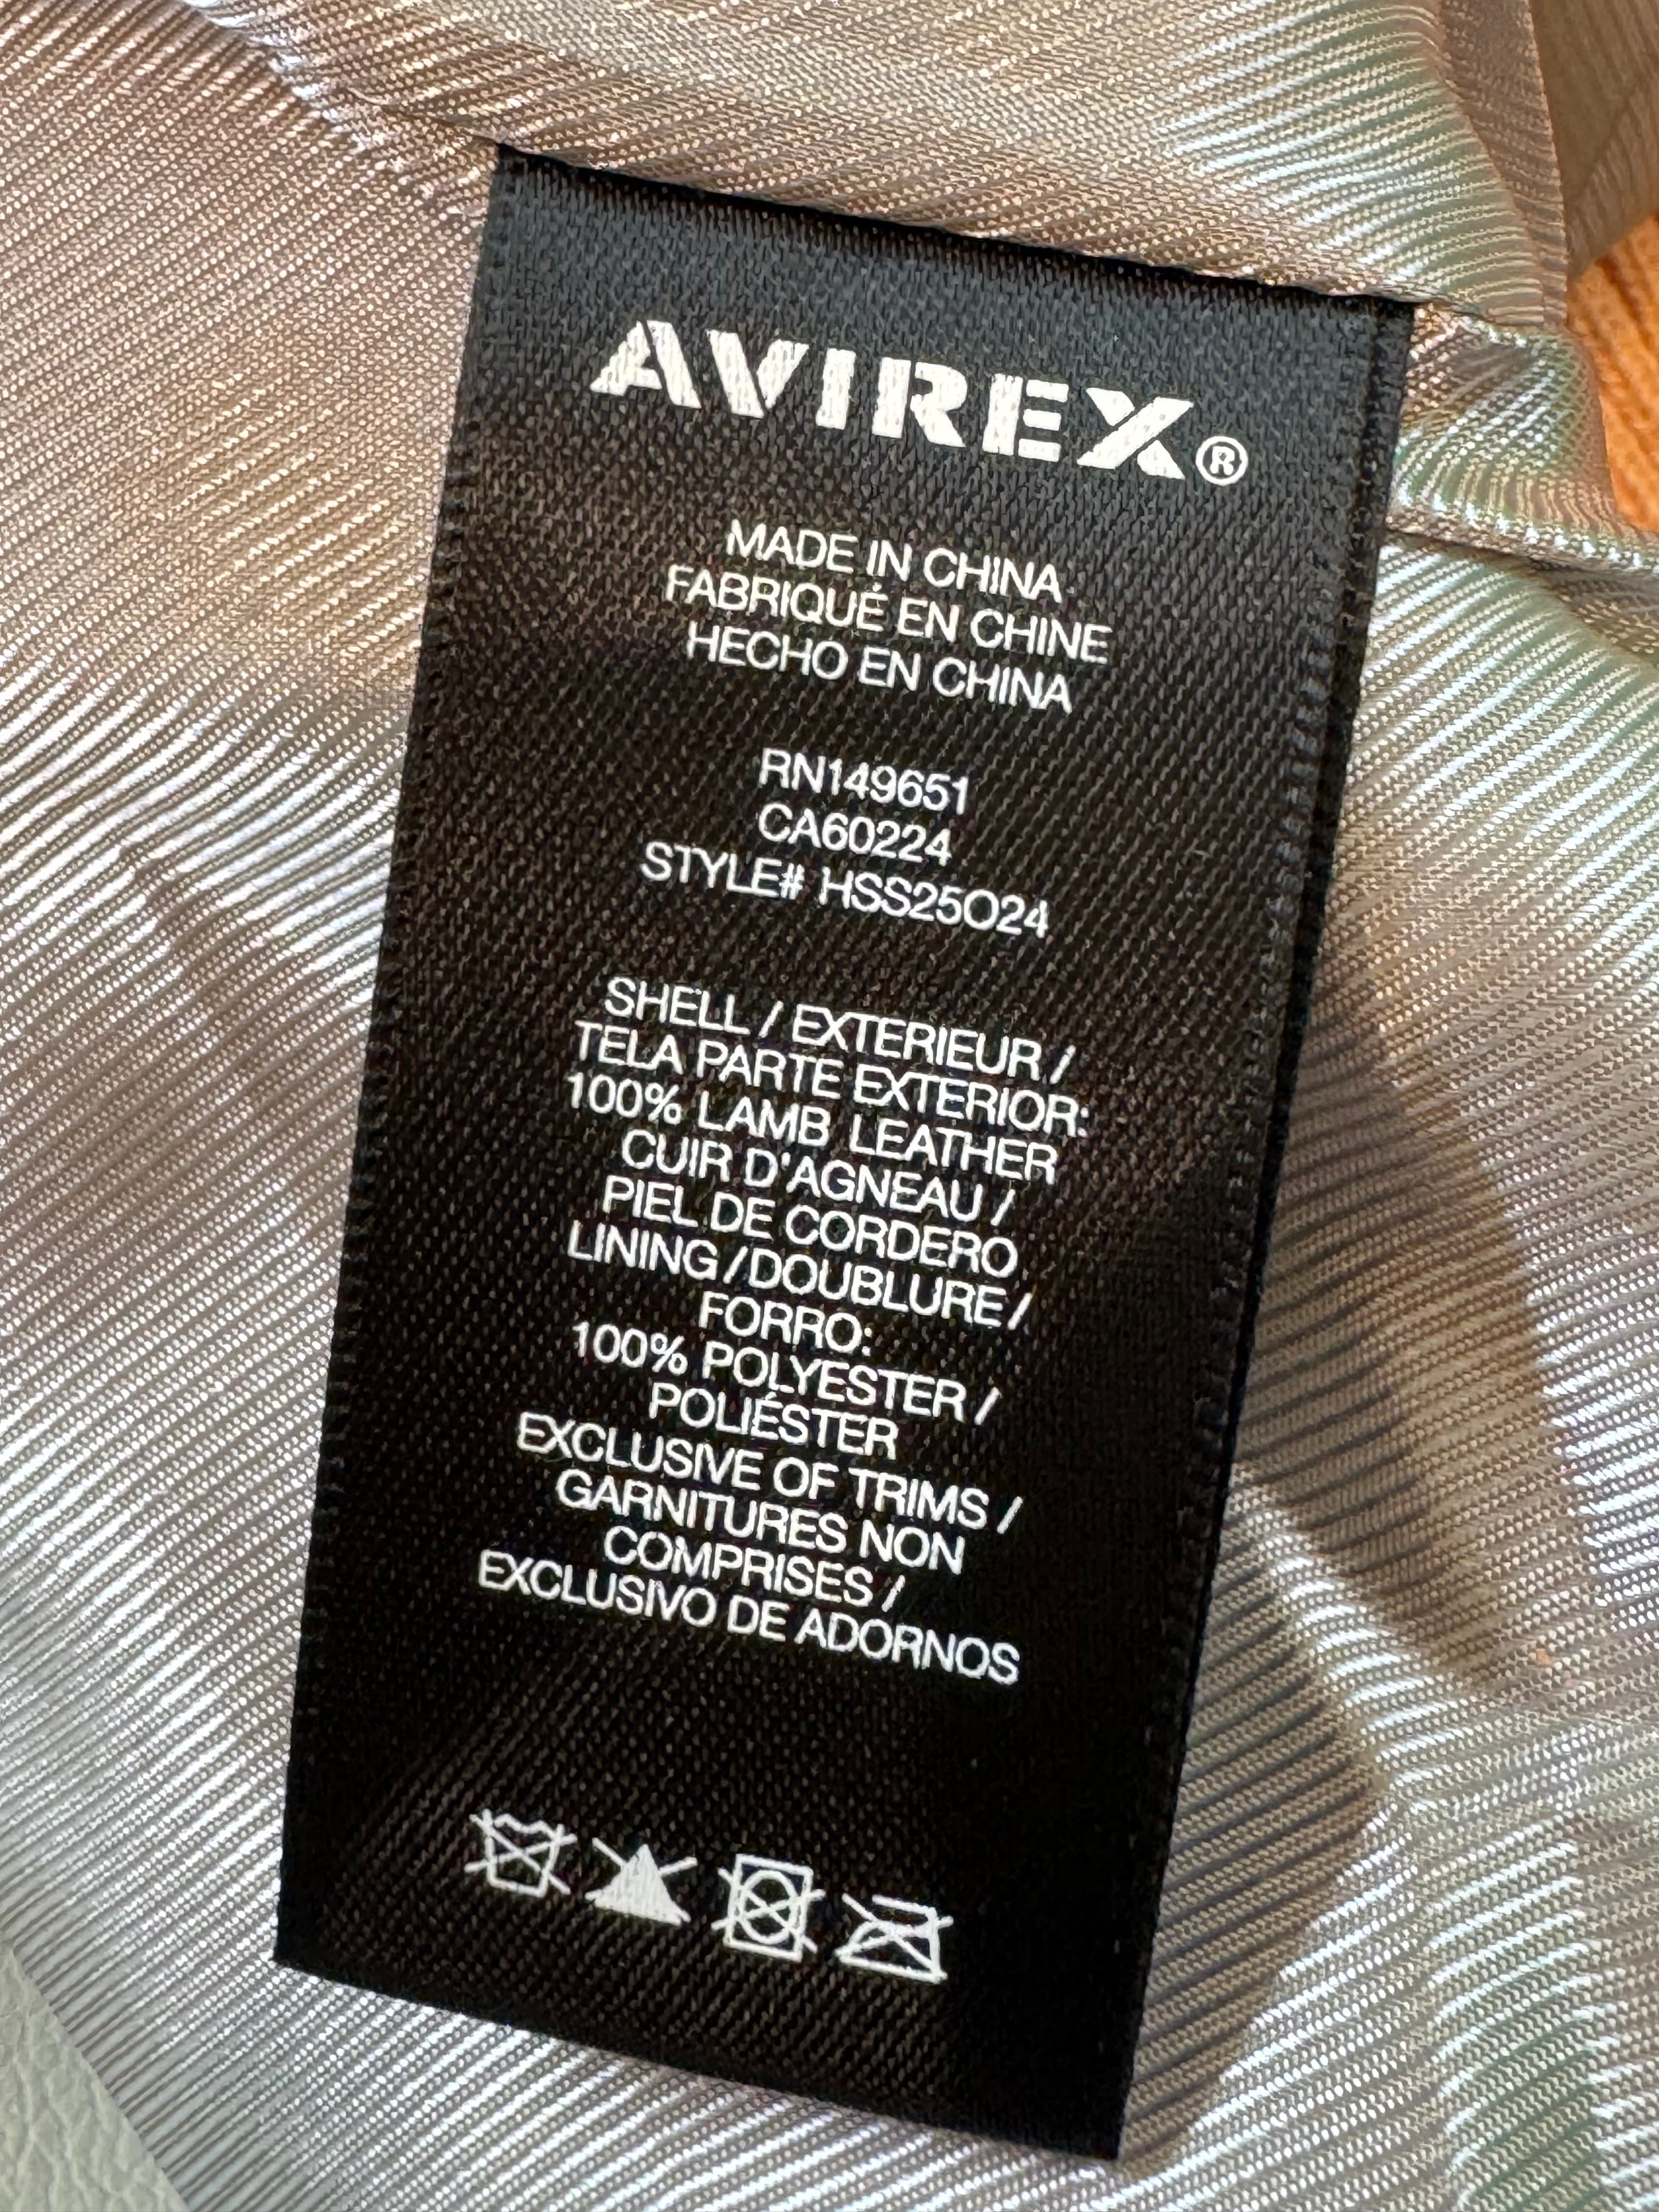 AVIREX®
MADE IN CHINA
FABRIQUÉ EN CHINE
HECHO EN CHINA
RN149651
CA60224
STYLE# HSS25O24
SHELL / EXTERIEUR /
TELA PARTE EXTERIOR:
100% LAMB LEATHER
CUIR D'AGNEAU /
PIEL DE CORDERO
LINING / DOUBLURE /
FORRO:
100% POLYESTER /
POLIÉSTER
EXCLUSIVE OF TRIMS /
GARNITURES NON
COMPRISES /
EXCLUSIVO DE ADORNOS